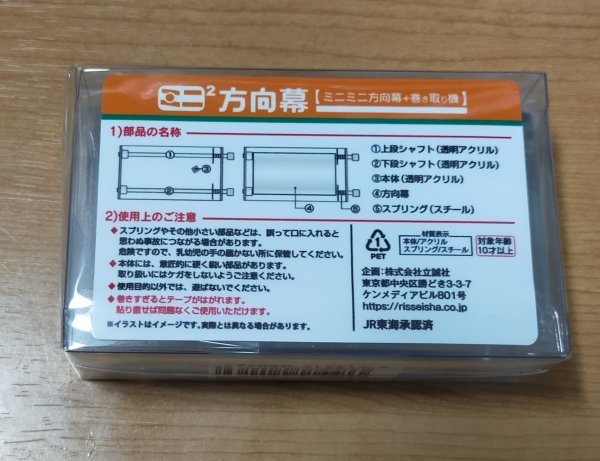 ミニ²方向幕【ミニミニ方向幕+巻き取り機】
1)部品の名称
①上段シャフト(透明アクリル)
②下段シャフト(透明アクリル)
③本体(透明アクリル)
④方向幕
⑤スプリング(スチール)
① ③ ② ④ ⑤
2)使用上のご注意
◆スプリングやその他小さい部品などは、誤って口に入れると
思わぬ事故につながる場合があります。
危険ですので、乳幼児の手の届かない所に保管してください。
◆本体には、意匠的に硬く鋭い部品があります。
取り扱いにはケガをしないようご注意ください。
◆使用目的以外では、遊ばないでください。
◆巻きすぎるとテープがはがれます。
貼り直せば問題なくご使用いただけます。
※イラストはイメージです。実際とは異なる場合があります。
1
PET
材質表示
本体/アクリル
スプリング/スチール
対象年齢
10才以上
企画:株式会社立誠社
東京都中央区勝どき3-3-7
ケンメディアビル801号
https://risseisha.co.jp
JR東海承認済